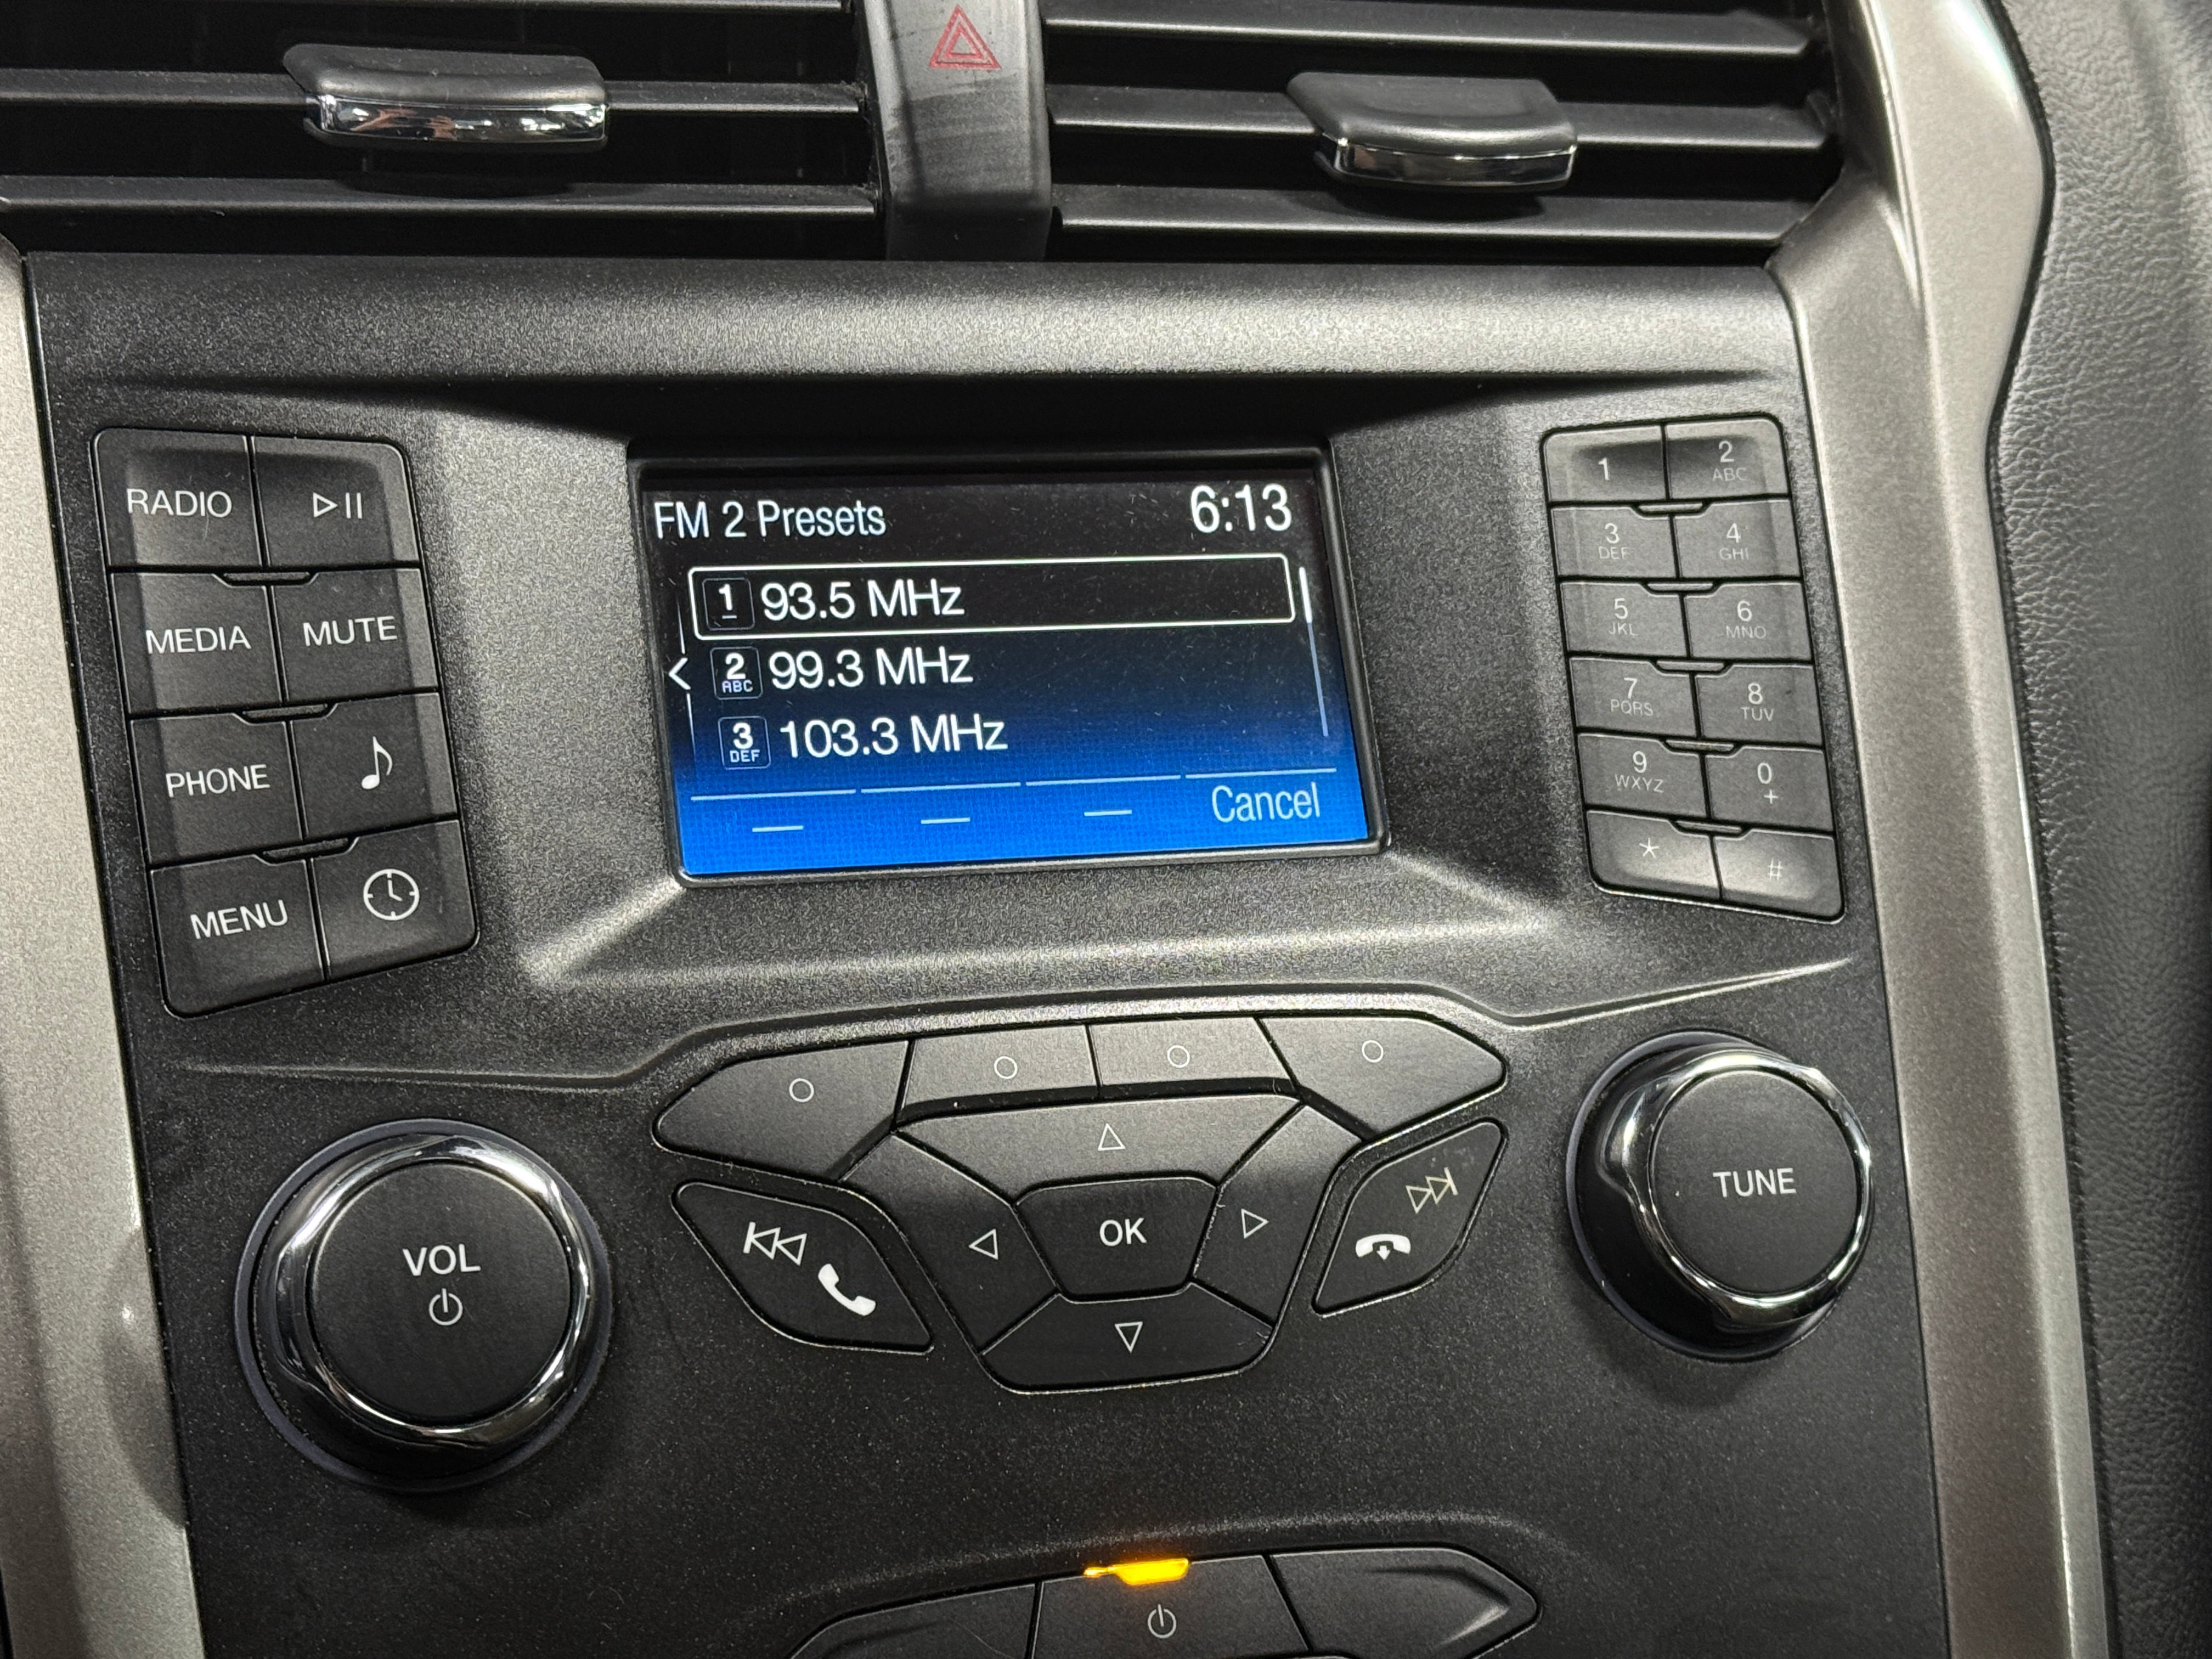 FM 2 Presets 6:13
1 93.5 MHz
2 ABC 99.3 MHz
3 DEF 103.3 MHz
Cancel
RADIO
MEDIA MUTE
PHONE
MENU
1 2 ABC
3 DEF 4 GHI
5 JKL 6 MNO
7 PQRS 8 TUV
9 WXYZ 0 +
* #
VOL
OK
TUNE